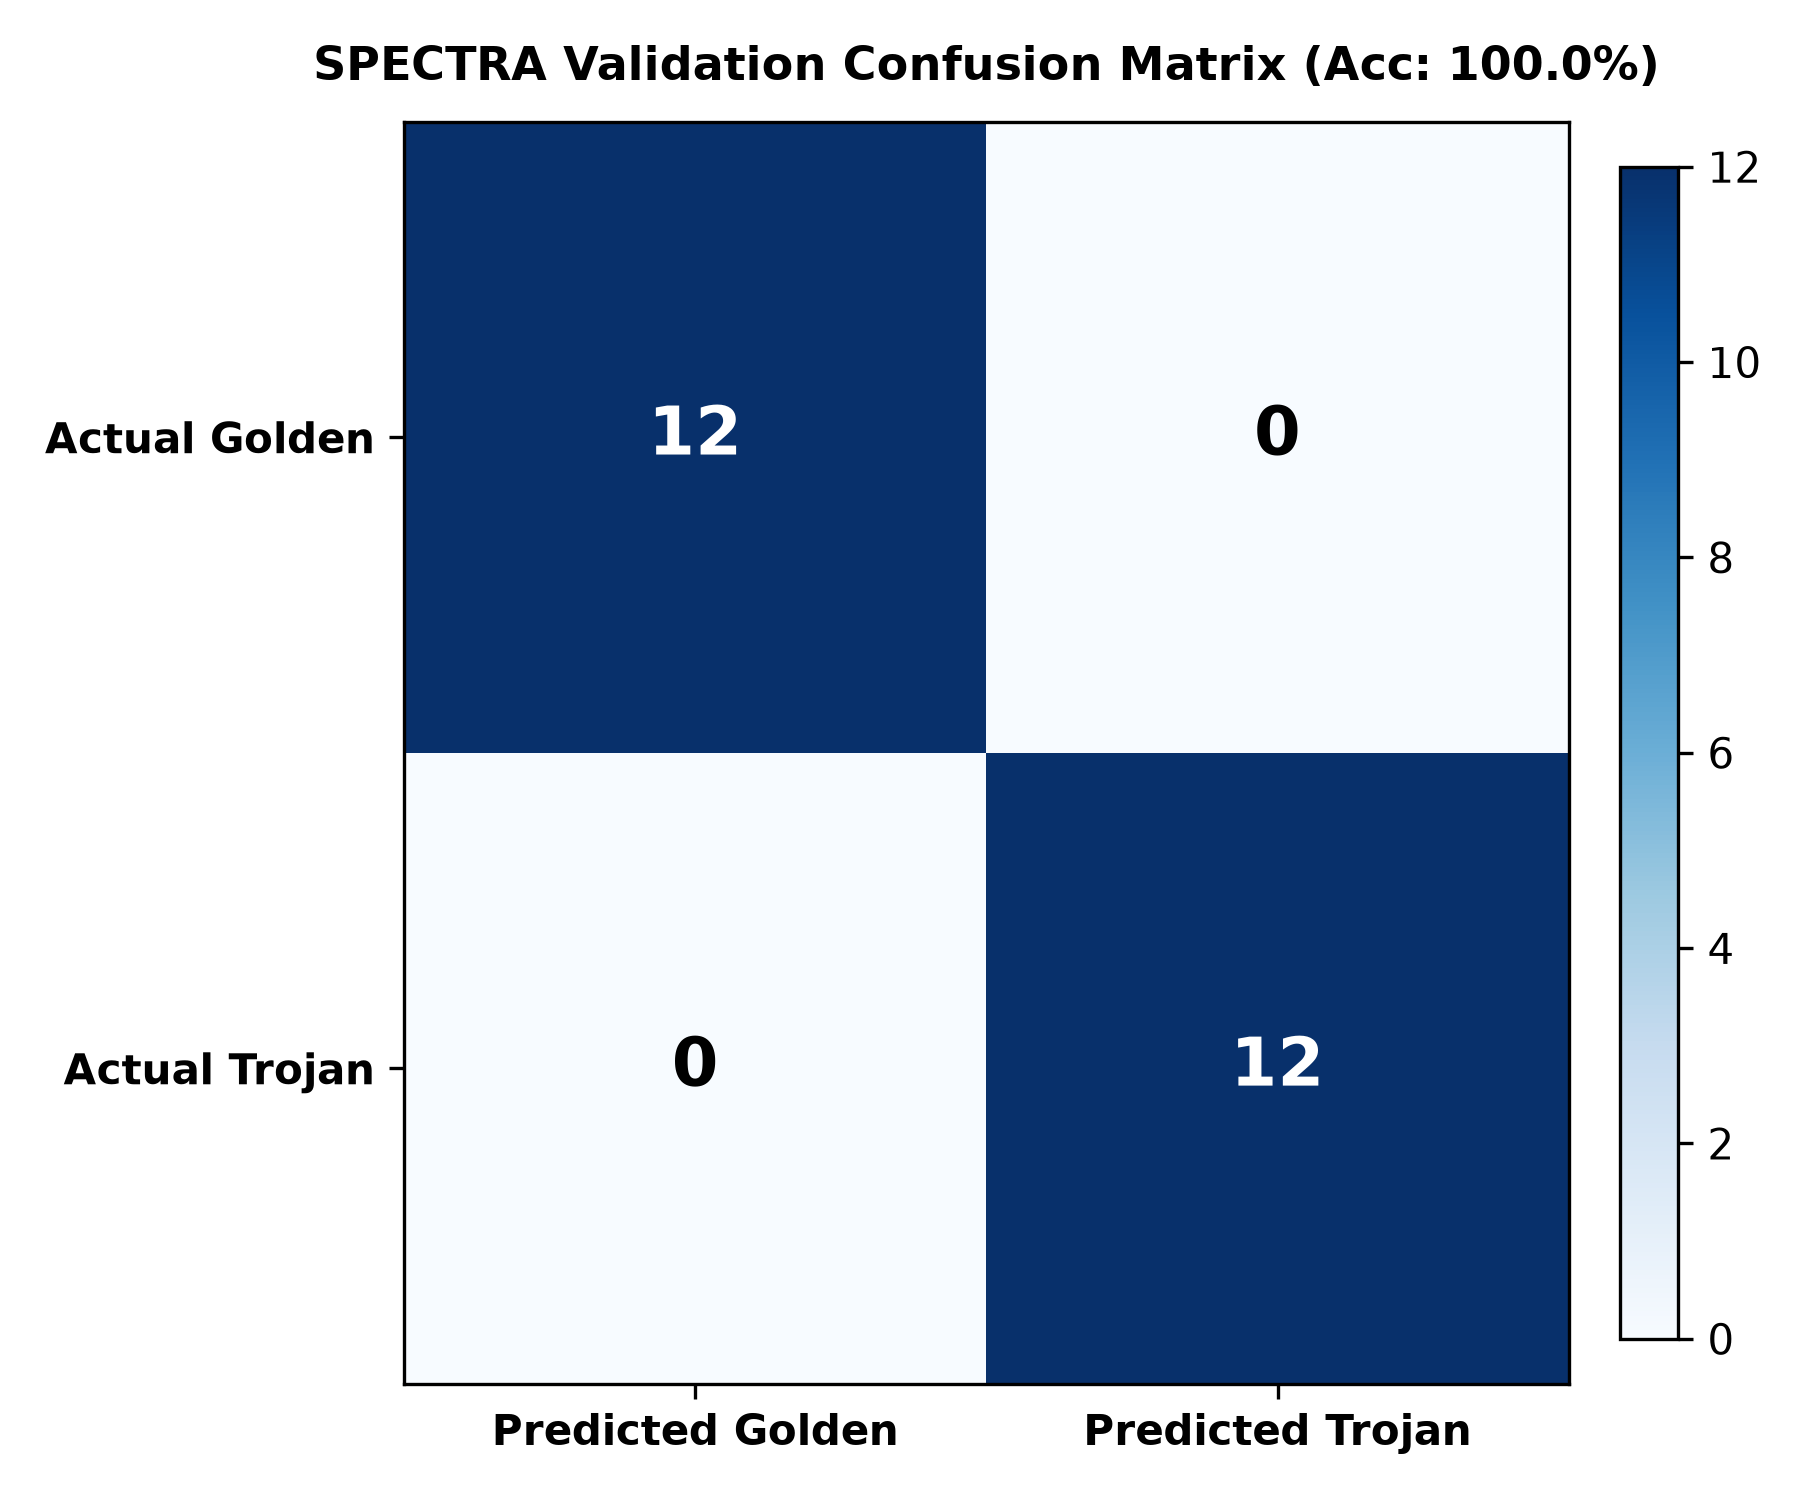 SPECTRA Validation Confusion Matrix (Acc: 100.0%)
12
10
8
6
4
2
0
Actual Golden
12
0
Actual Trojan
0
12
Predicted Golden
Predicted Trojan